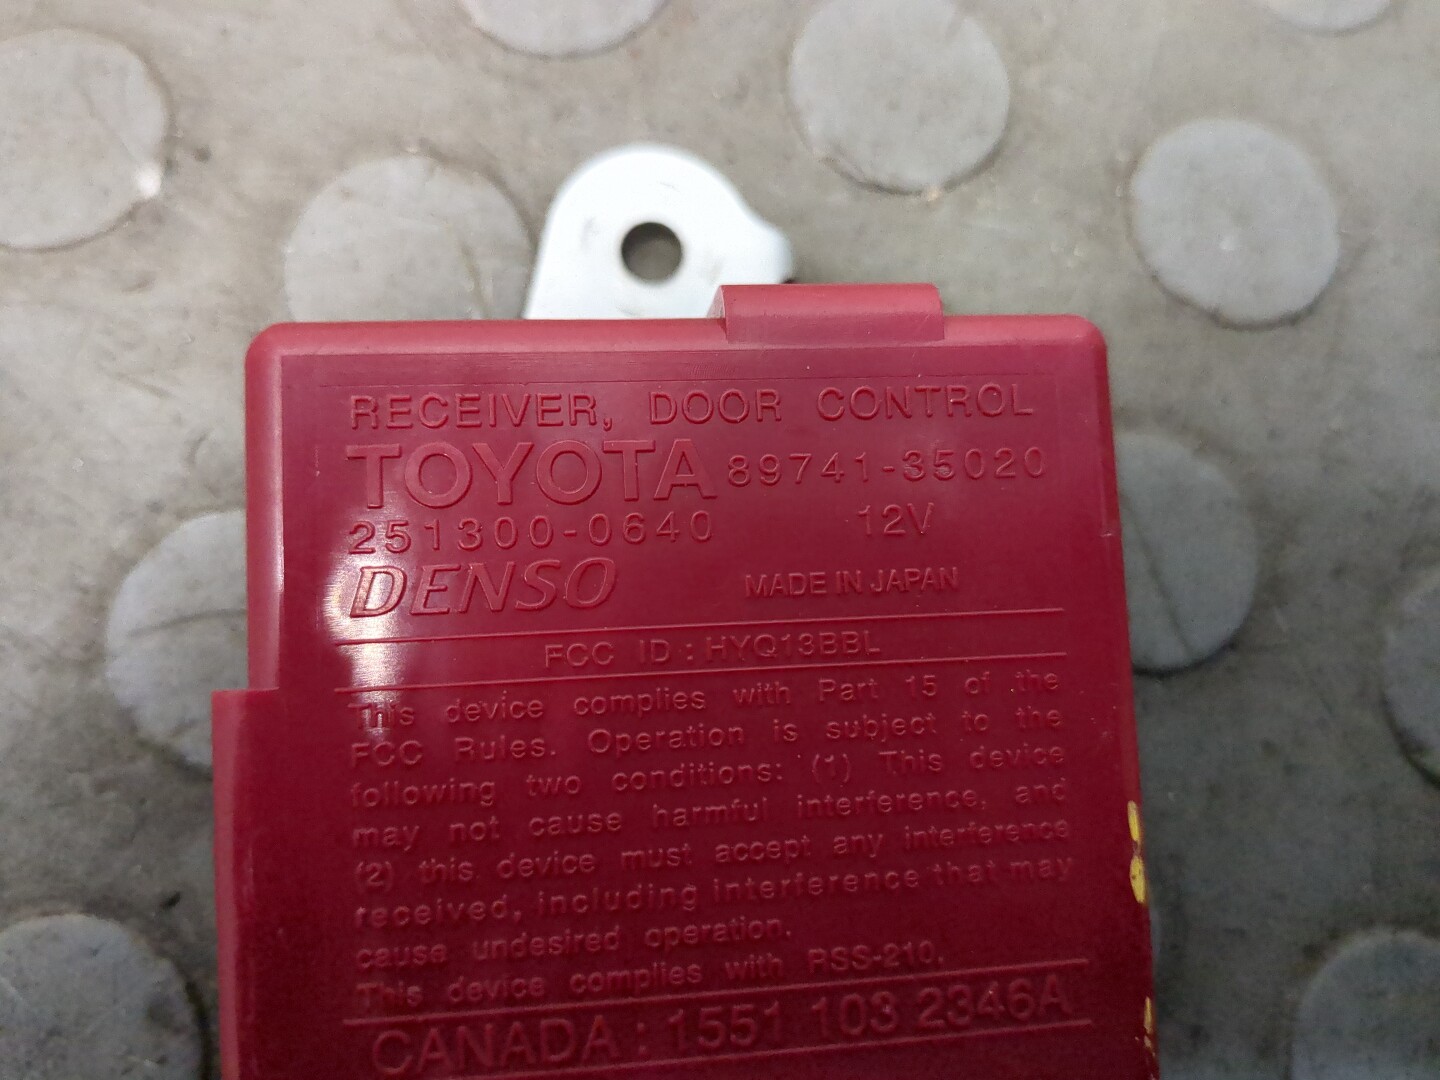 RECEIVER, DOOR CONTROL
TOYOTA 89741-35020
251300-0640 12V
DENSO MADE IN JAPAN
FCC ID : HYQ13BBL
This device complies with Part 15 of the
FCC Rules. Operation is subject to the
following two conditions: (1) This device
may not cause harmful interference, and
(2) this device must accept any interference
received, including interference that may
cause undesired operation.
This device complies with RSS-210.
CANADA : 1551 103 2346A